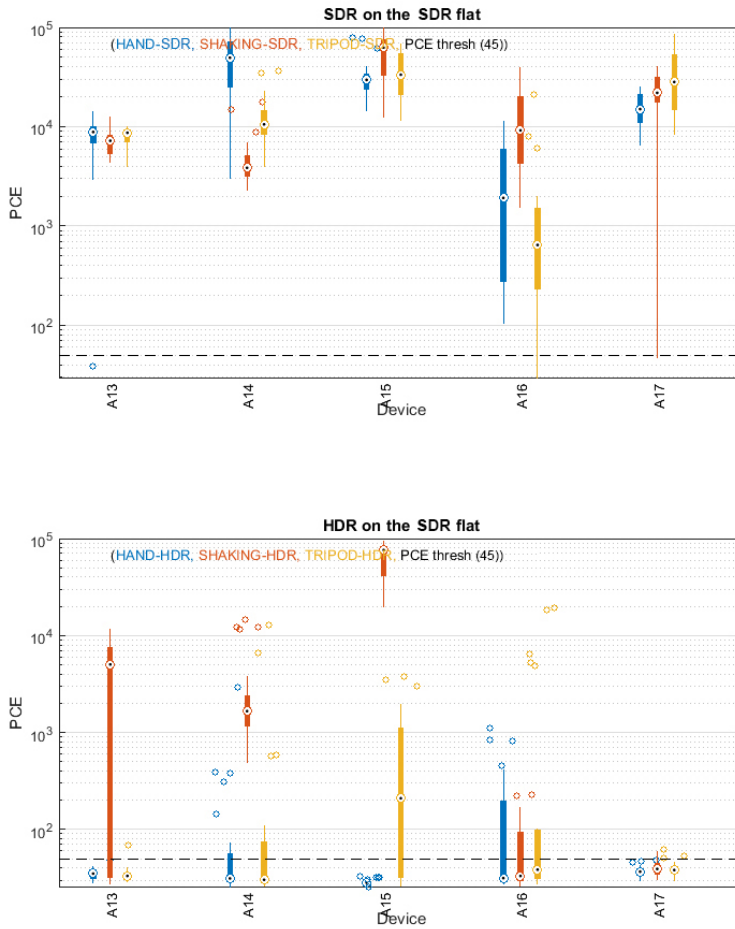 SDR on the SDR flat
10^5
(HAND-SDR, SHAKING-SDR, TRIPOD-SDR, PCE thresh (45))
10^4
PCE
10^3
10^2
A13 A14 A15 A16 A17
Device
HDR on the SDR flat
10^5
(HAND-HDR, SHAKING-HDR, TRIPOD-HDR, PCE thresh (45))
10^4
PCE
10^3
10^2
A13 A14 A15 A16 A17
Device